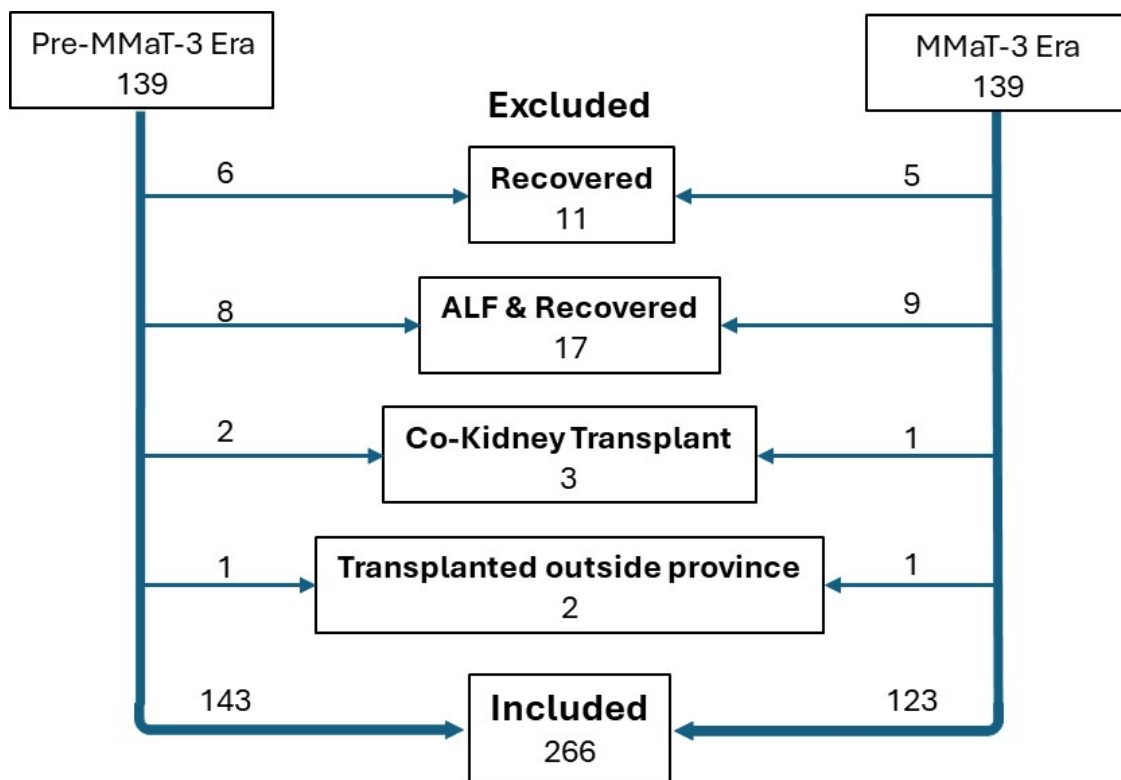 Pre-MMaT-3 Era
139
MMaT-3 Era
139
Excluded
6
Recovered
11
5
8
ALF & Recovered
17
9
2
Co-Kidney Transplant
3
1
1
Transplanted outside province
2
1
143
Included
266
123